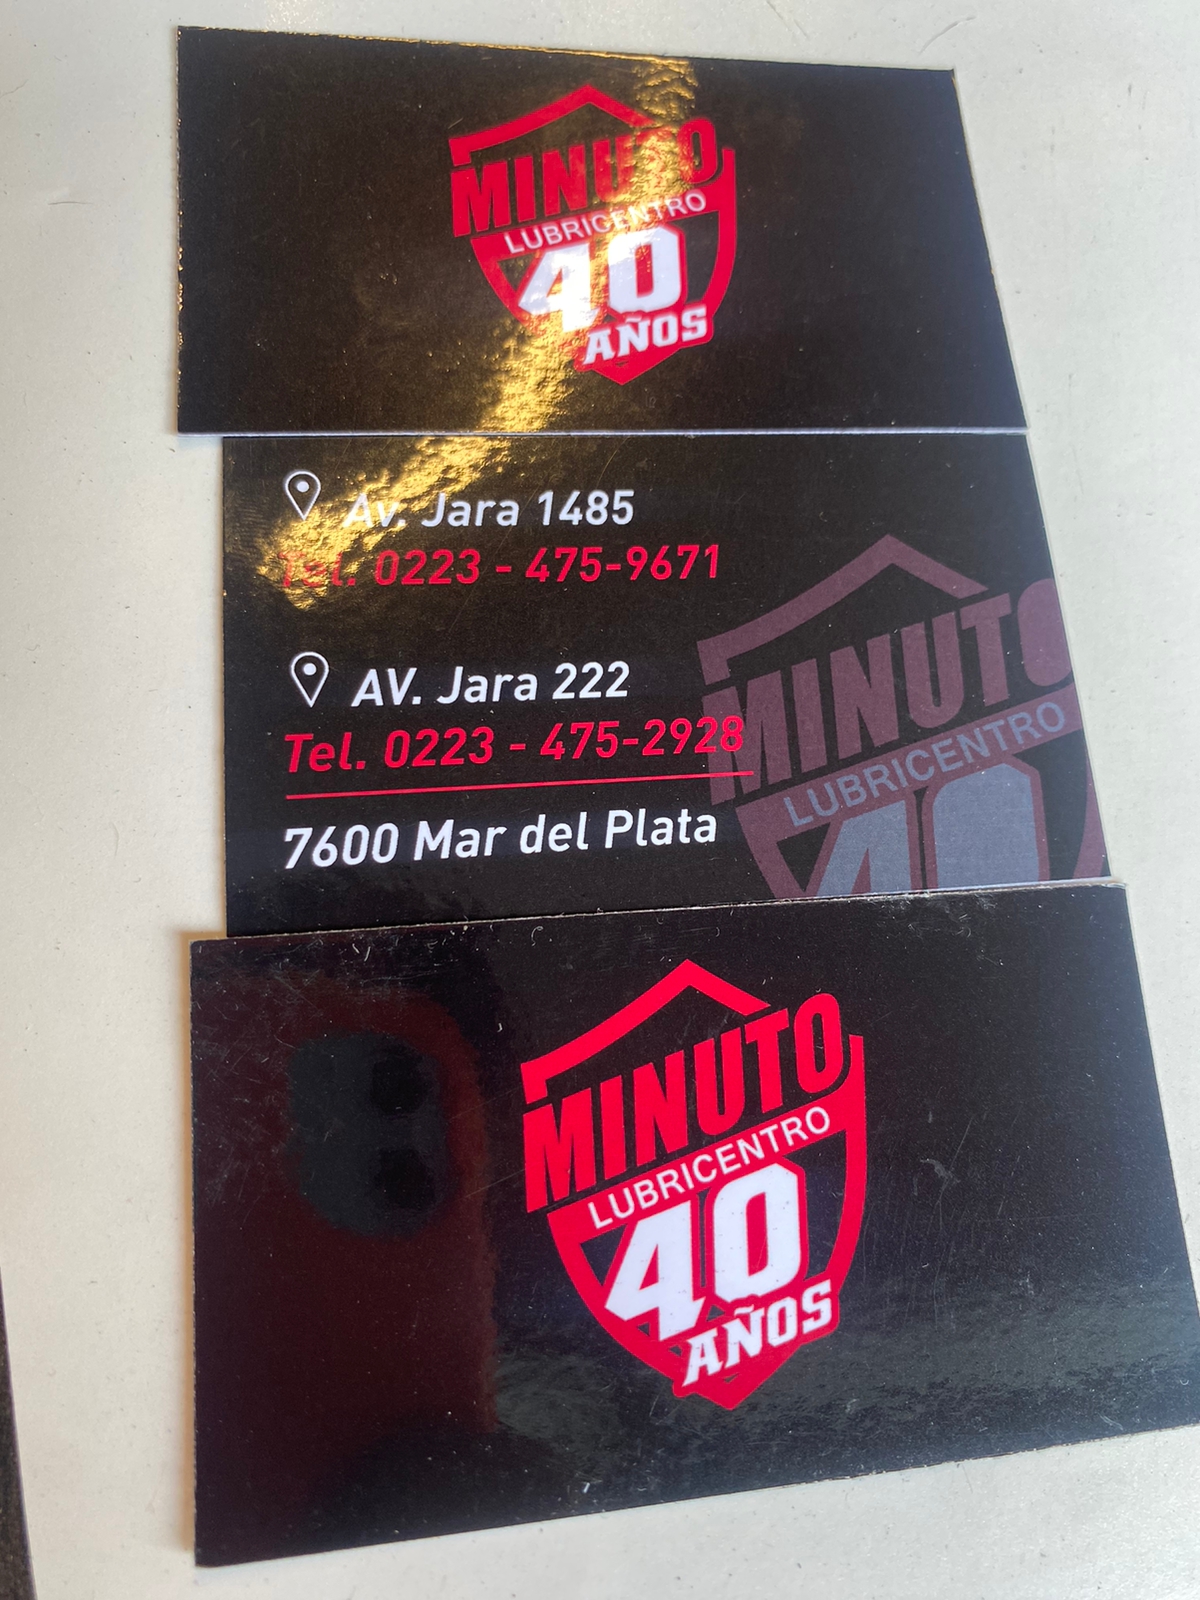 MINUTO
LUBRICENTRO
40
AÑOS
Av. Jara 1485
Tel. 0223 - 475-9671
AV. Jara 222
Tel. 0223 - 475-2928
7600 Mar del Plata
MINUTO
LUBRICENTRO
40
MINUTO
LUBRICENTRO
40
AÑOS